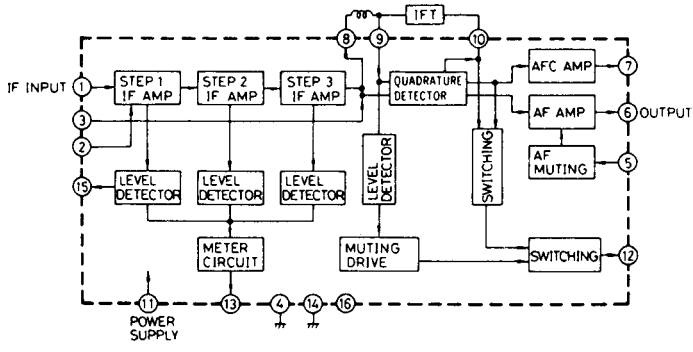 IFT
8
9
10
IF INPUT
1
STEP 1
IF AMP
STEP 2
IF AMP
STEP 3
IF AMP
QUADRATURE
DETECTOR
AFC AMP
7
3
AF AMP
6
OUTPUT
2
AF
MUTING
5
15
LEVEL
DETECTOR
LEVEL
DETECTOR
LEVEL
DETECTOR
LEVEL
DETECTOR
SWITCHING
METER
CIRCUIT
MUTING
DRIVE
SWITCHING
12
11
13
4
14
16
POWER
SUPPLY